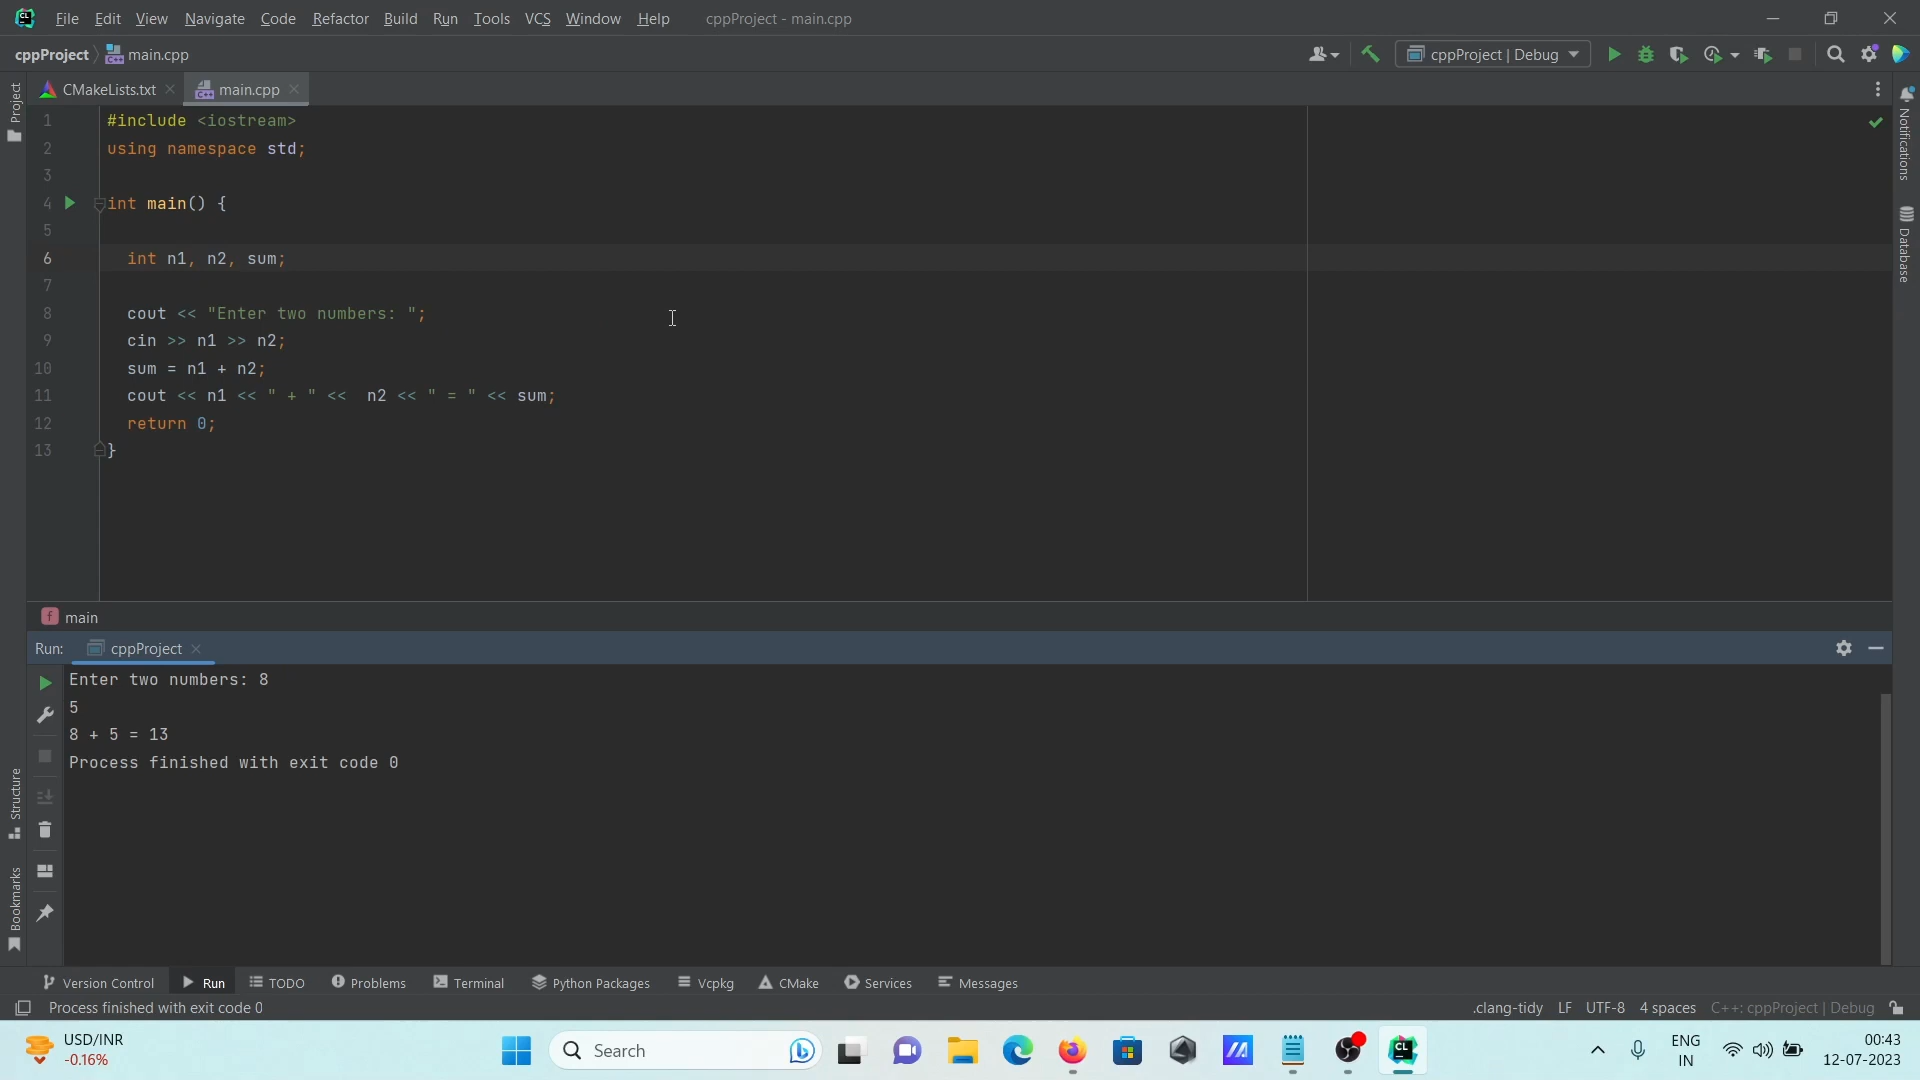 File Edit View Navigate Code Refactor Build Run Tools VCS Window Help cppProject - main.cpp
cppProject main.cpp cppProject | Debug
CMakeLists.txt main.cpp
1 #include <iostream>
2 using namespace std;
3
4 int main() {
5
6 int n1, n2, sum;
7
8 cout << "Enter two numbers: ";
9 cin >> n1 >> n2;
10 sum = n1 + n2;
11 cout << n1 << " + " <<  n2 << " = " << sum;
12 return 0;
13 }
Project
Structure
Bookmarks
Notifications
Database
f main
Run: cppProject
Enter two numbers: 8
5
8 + 5 = 13
Process finished with exit code 0
Version Control Run TODO Problems Terminal Python Packages Vcpkg CMake Services Messages
Process finished with exit code 0 .clang-tidy LF UTF-8 4 spaces C++: cppProject | Debug
USD/INR
-0.16%
Search
ENG
IN
00:43
12-07-2023